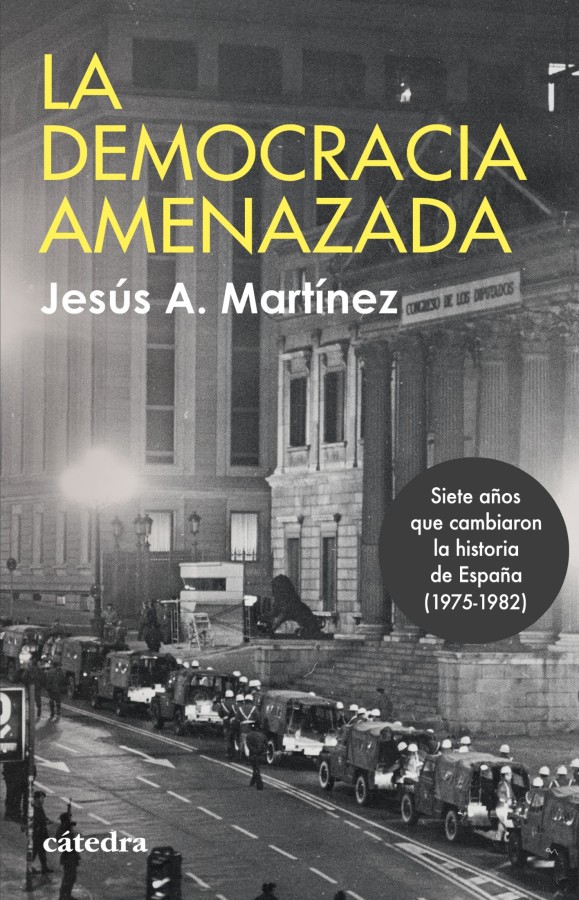 LA
DEMOCRACIA
AMENAZADA
Jesús A. Martínez
CONGRESO DE LOS DIPUTADOS
Siete años
que cambiaron
la historia
de España
(1975-1982)
cátedra